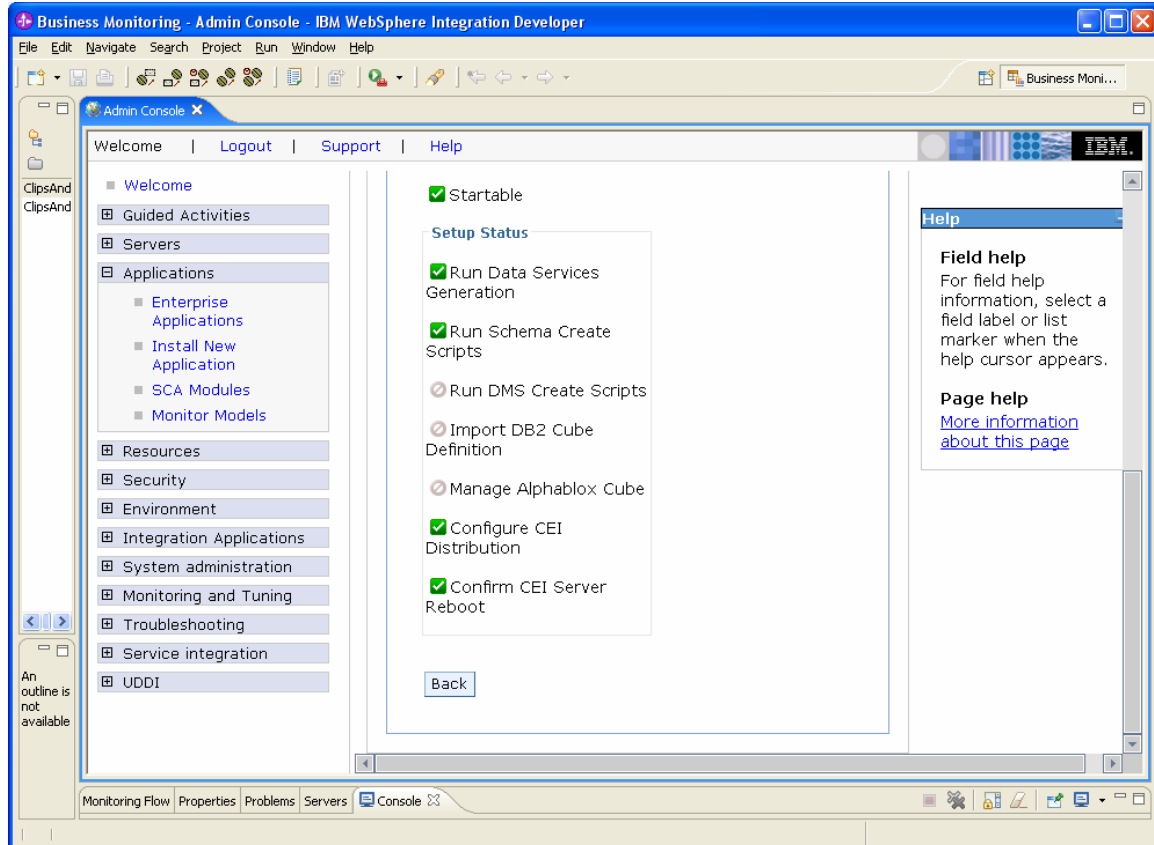 Business Monitoring - Admin Console - IBM WebSphere Integration Developer
File Edit Navigate Search Project Run Window Help
Business Moni...
Admin Console
Welcome | Logout | Support | Help
IBM.
ClipsAnd
ClipsAnd
Welcome
Guided Activities
Servers
Applications
Enterprise
Applications
Install New
Application
SCA Modules
Monitor Models
Resources
Security
Environment
Integration Applications
System administration
Monitoring and Tuning
Troubleshooting
Service integration
UDDI
Startable
Setup Status
Run Data Services
Generation
Run Schema Create
Scripts
Run DMS Create Scripts
Import DB2 Cube
Definition
Manage Alphablox Cube
Configure CEI
Distribution
Confirm CEI Server
Reboot
Back
Help
Field help
For field help
information, select a
field label or list
marker when the
help cursor appears.
Page help
More information
about this page
An
outline is
not
available
Monitoring Flow Properties Problems Servers Console